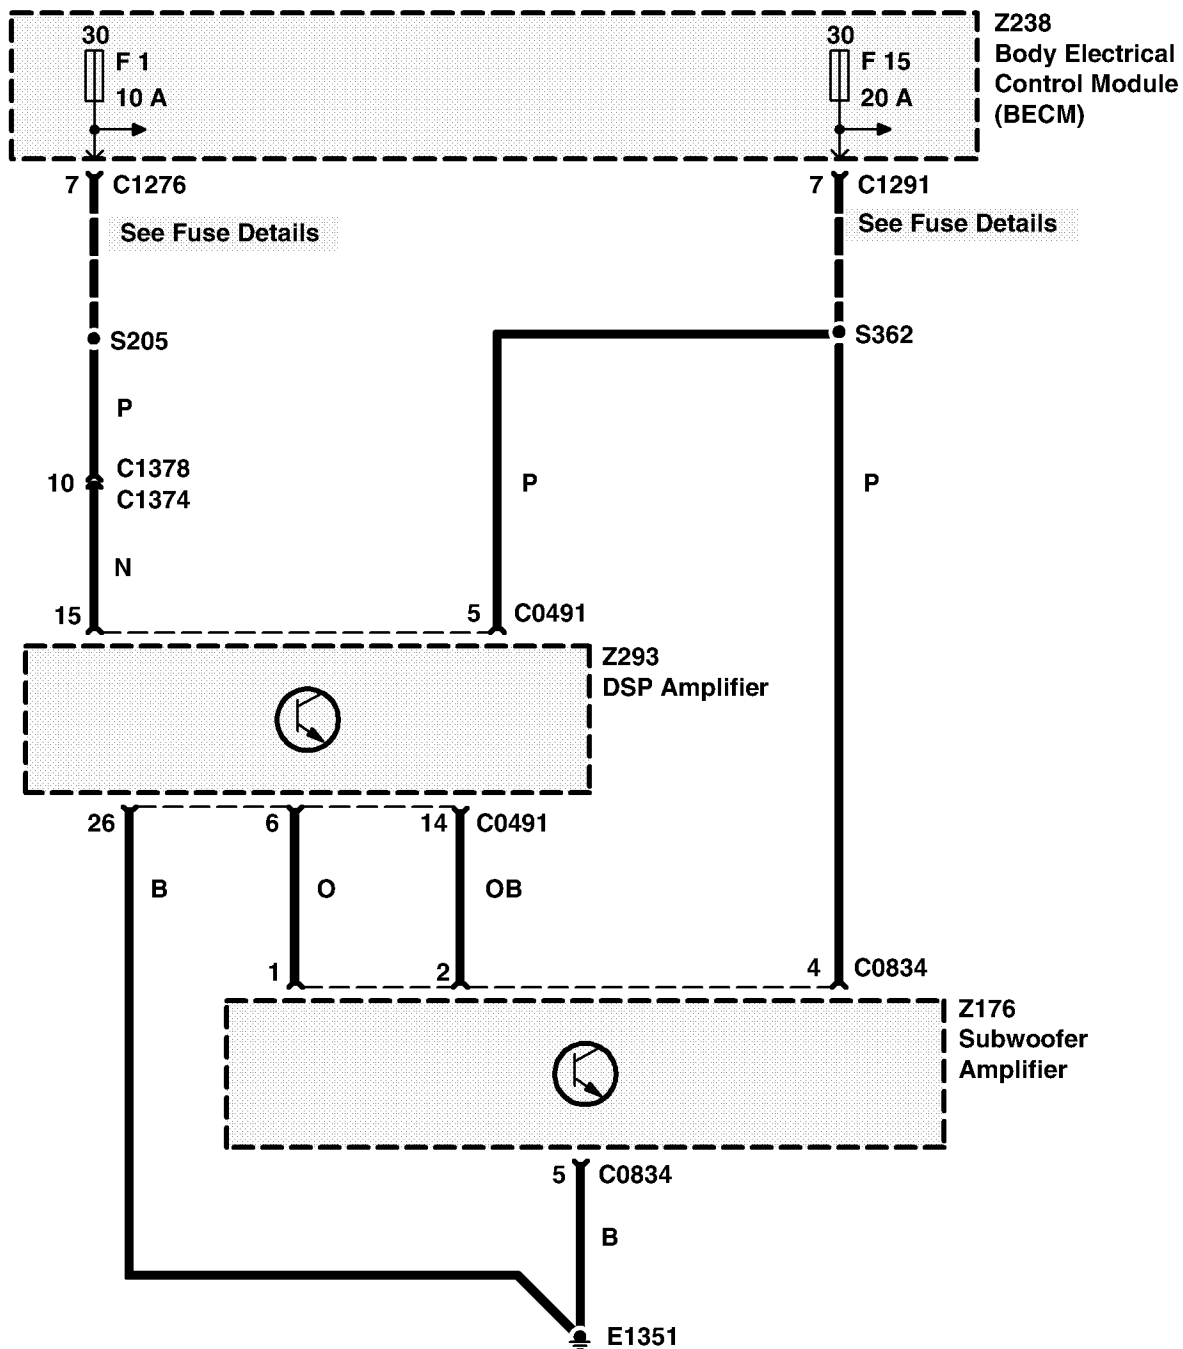 30
F 1
10 A
30
F 15
20 A
Z238
Body Electrical
Control Module
(BECM)
7 C1276
7 C1291
See Fuse Details
See Fuse Details
S205
S362
P
10 C1378
C1374
P
P
N
15
5 C0491
Z293
DSP Amplifier
26
6
14 C0491
B
O
OB
1
2
4 C0834
Z176
Subwoofer
Amplifier
5 C0834
B
E1351